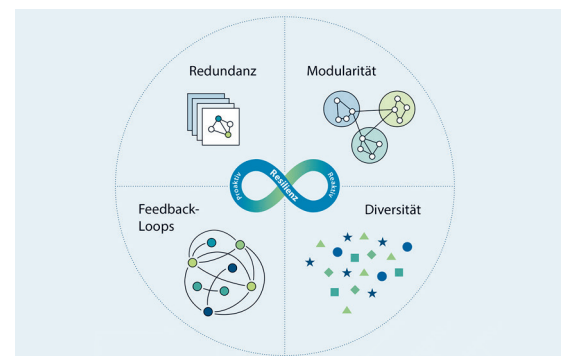 Redundanz
Modularität
Proaktiv
Resilienz
Reaktiv
Feedback-
Loops
Diversität